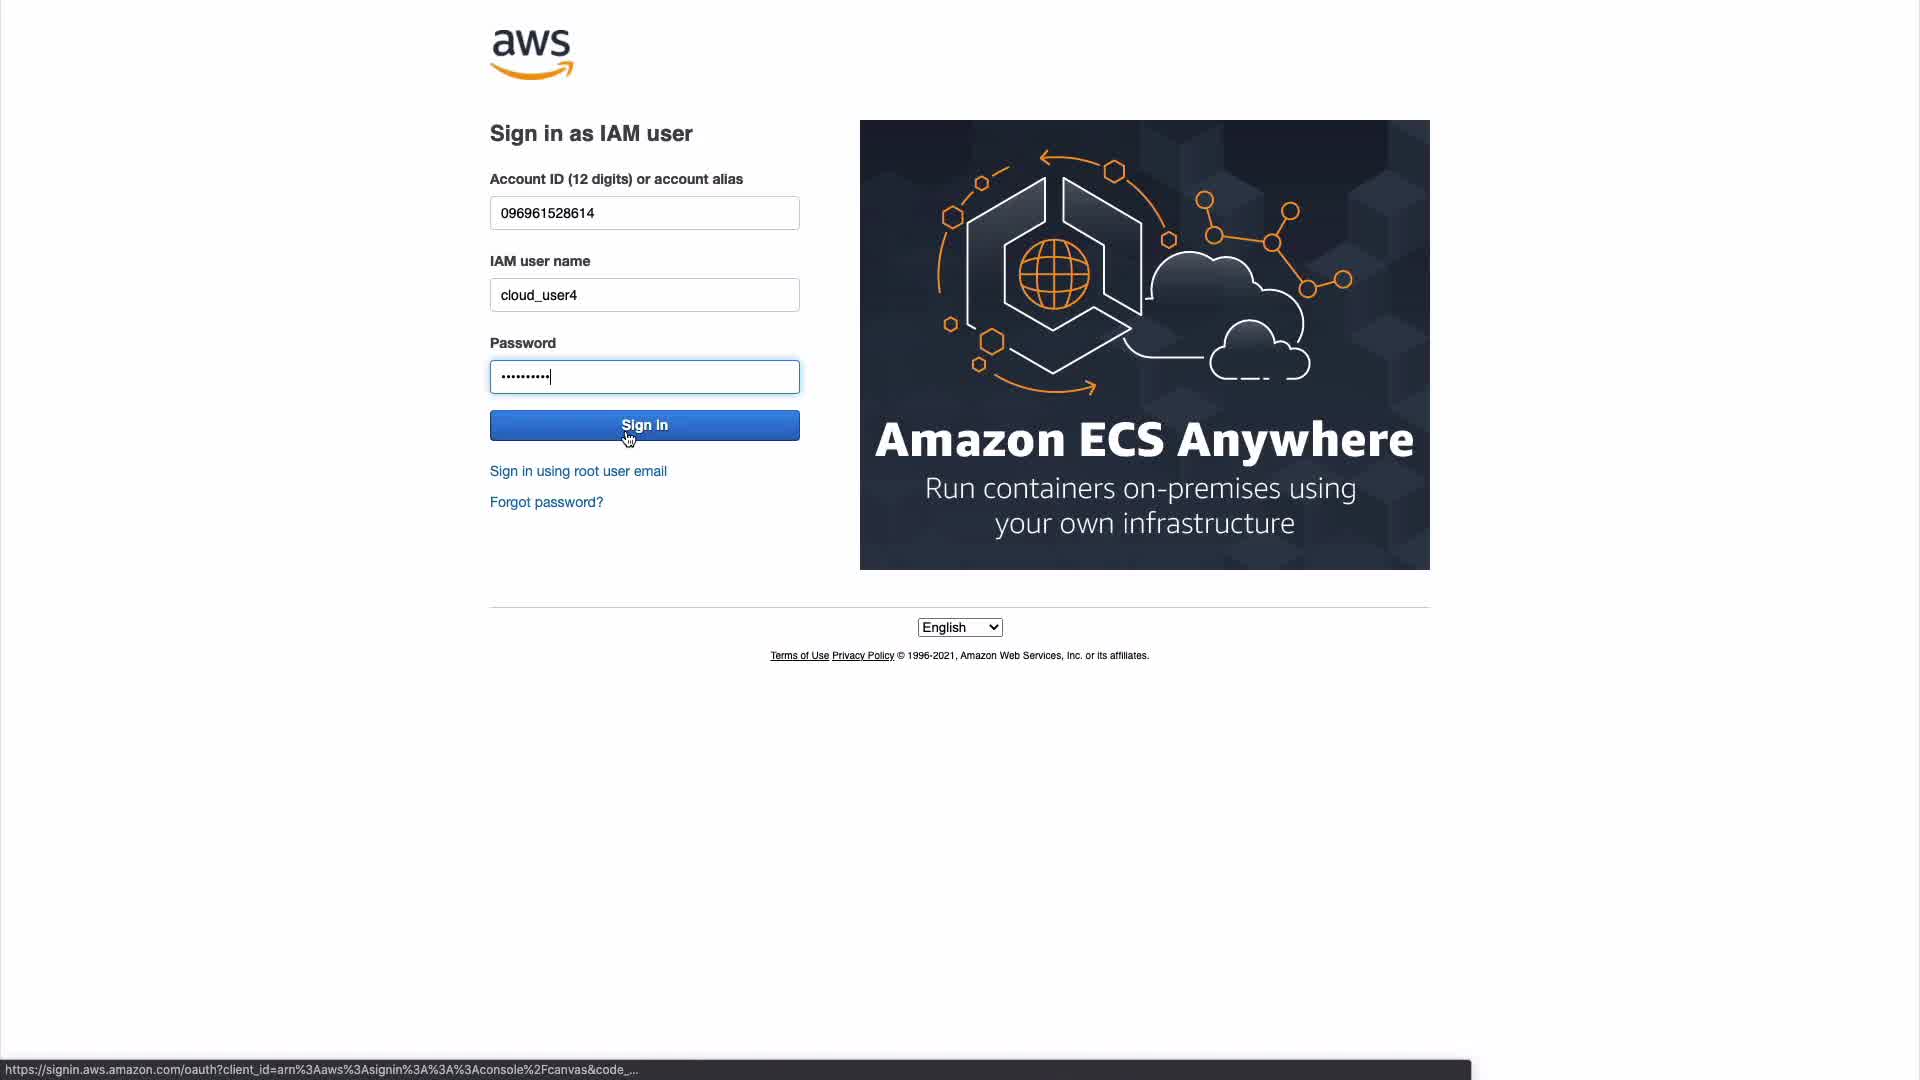 aws
Sign in as IAM user
Account ID (12 digits) or account alias
096961528614
IAM user name
cloud_user4
Password
••••••••••
Sign in
Sign in using root user email
Forgot password?
Amazon ECS Anywhere
Run containers on-premises using
your own infrastructure
English
Terms of Use Privacy Policy © 1996-2021, Amazon Web Services, Inc. or its affiliates.
https://signin.aws.amazon.com/oauth?client_id=arn%3Aaws%3Asignin%3A%3A%3Aconsole%2Fcanvas&code_...